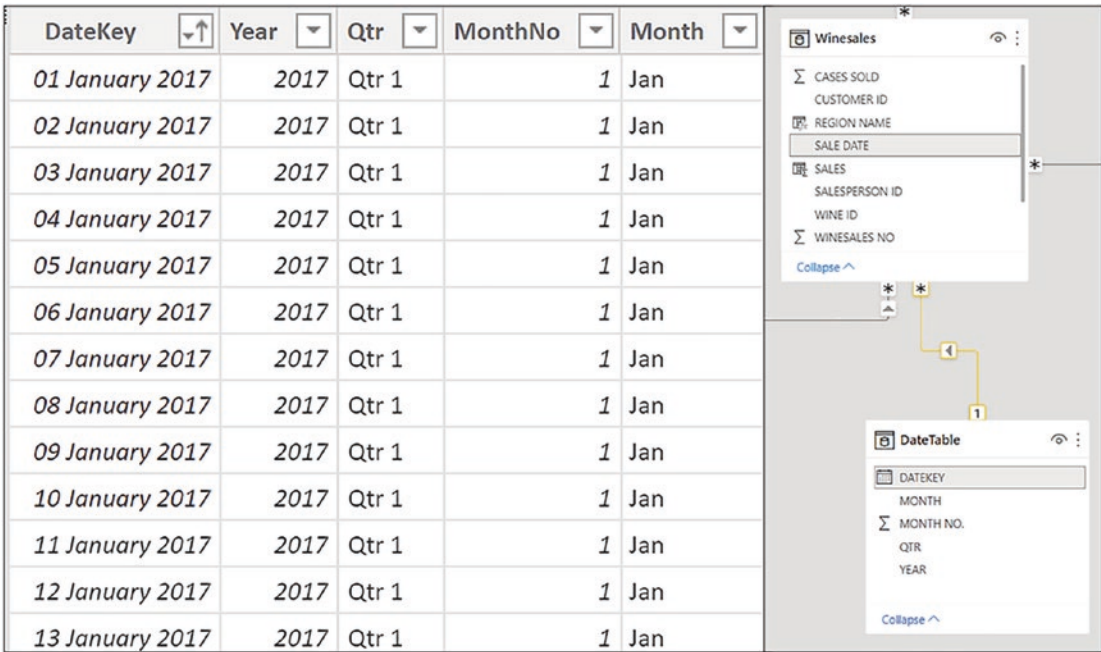 DateKey Year Qtr MonthNo Month
01 January 2017 2017 Qtr 1 1 Jan
02 January 2017 2017 Qtr 1 1 Jan
03 January 2017 2017 Qtr 1 1 Jan
04 January 2017 2017 Qtr 1 1 Jan
05 January 2017 2017 Qtr 1 1 Jan
06 January 2017 2017 Qtr 1 1 Jan
07 January 2017 2017 Qtr 1 1 Jan
08 January 2017 2017 Qtr 1 1 Jan
09 January 2017 2017 Qtr 1 1 Jan
10 January 2017 2017 Qtr 1 1 Jan
11 January 2017 2017 Qtr 1 1 Jan
12 January 2017 2017 Qtr 1 1 Jan
13 January 2017 2017 Qtr 1 1 Jan
*
Winesales
Σ CASES SOLD
CUSTOMER ID
REGION NAME
SALE DATE
*
SALES
SALESPERSON ID
WINE ID
Σ WINESALES NO
Collapse
* *
1
DateTable
DATEKEY
MONTH
Σ MONTH NO.
QTR
YEAR
Collapse